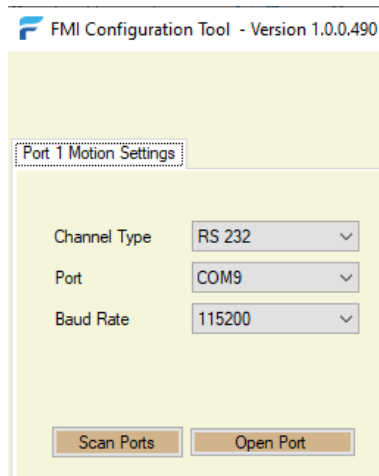 FMI Configuration Tool - Version 1.0.0.490
Port 1 Motion Settings
Channel Type RS 232
Port COM9
Baud Rate 115200
Scan Ports Open Port